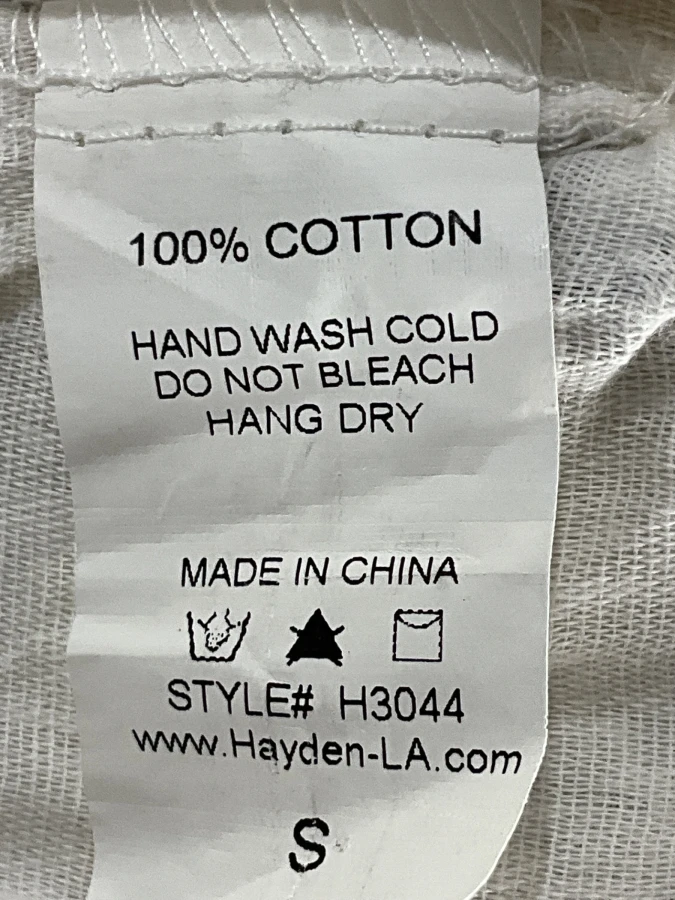 100% COTTON
HAND WASH COLD
DO NOT BLEACH
HANG DRY
MADE IN CHINA
STYLE# H3044
www.Hayden-LA.com
S